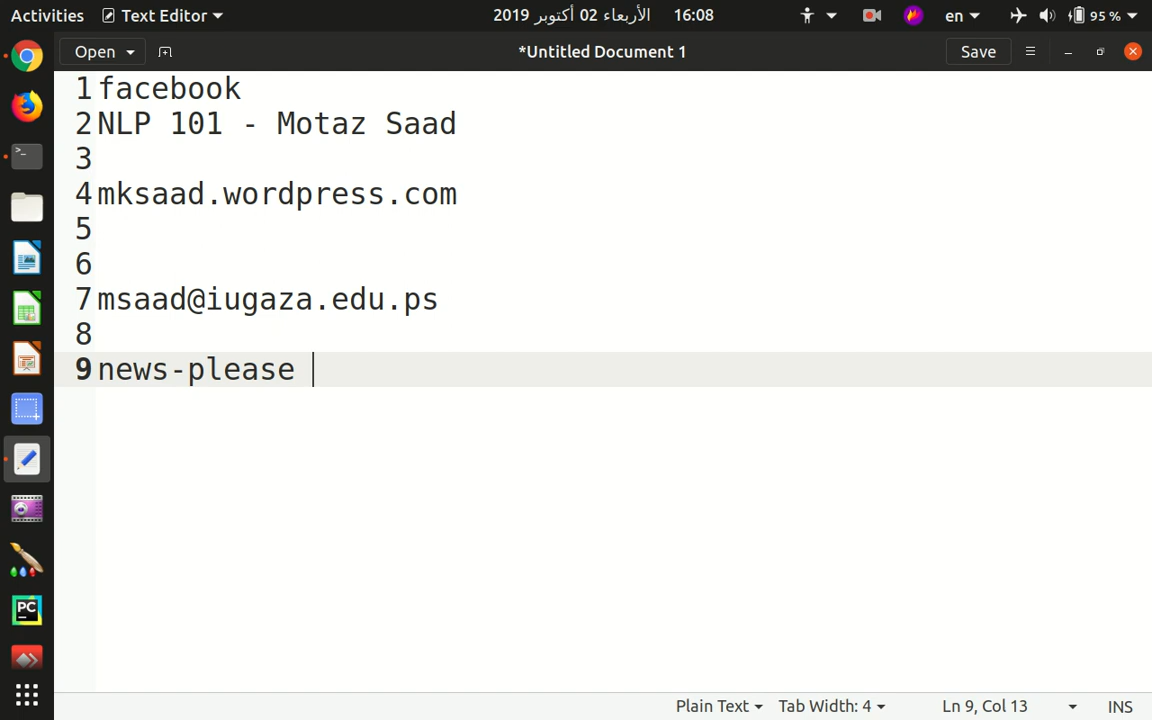 Activities Text Editor الأربعاء 02 أكتوبر 2019 16:08 en 95 %
Open *Untitled Document 1 Save
1 facebook
2 NLP 101 - Motaz Saad
3
4 mksaad.wordpress.com
5
6
7 msaad@iugaza.edu.ps
8
9 news-please
PC
Plain Text Tab Width: 4 Ln 9, Col 13 INS